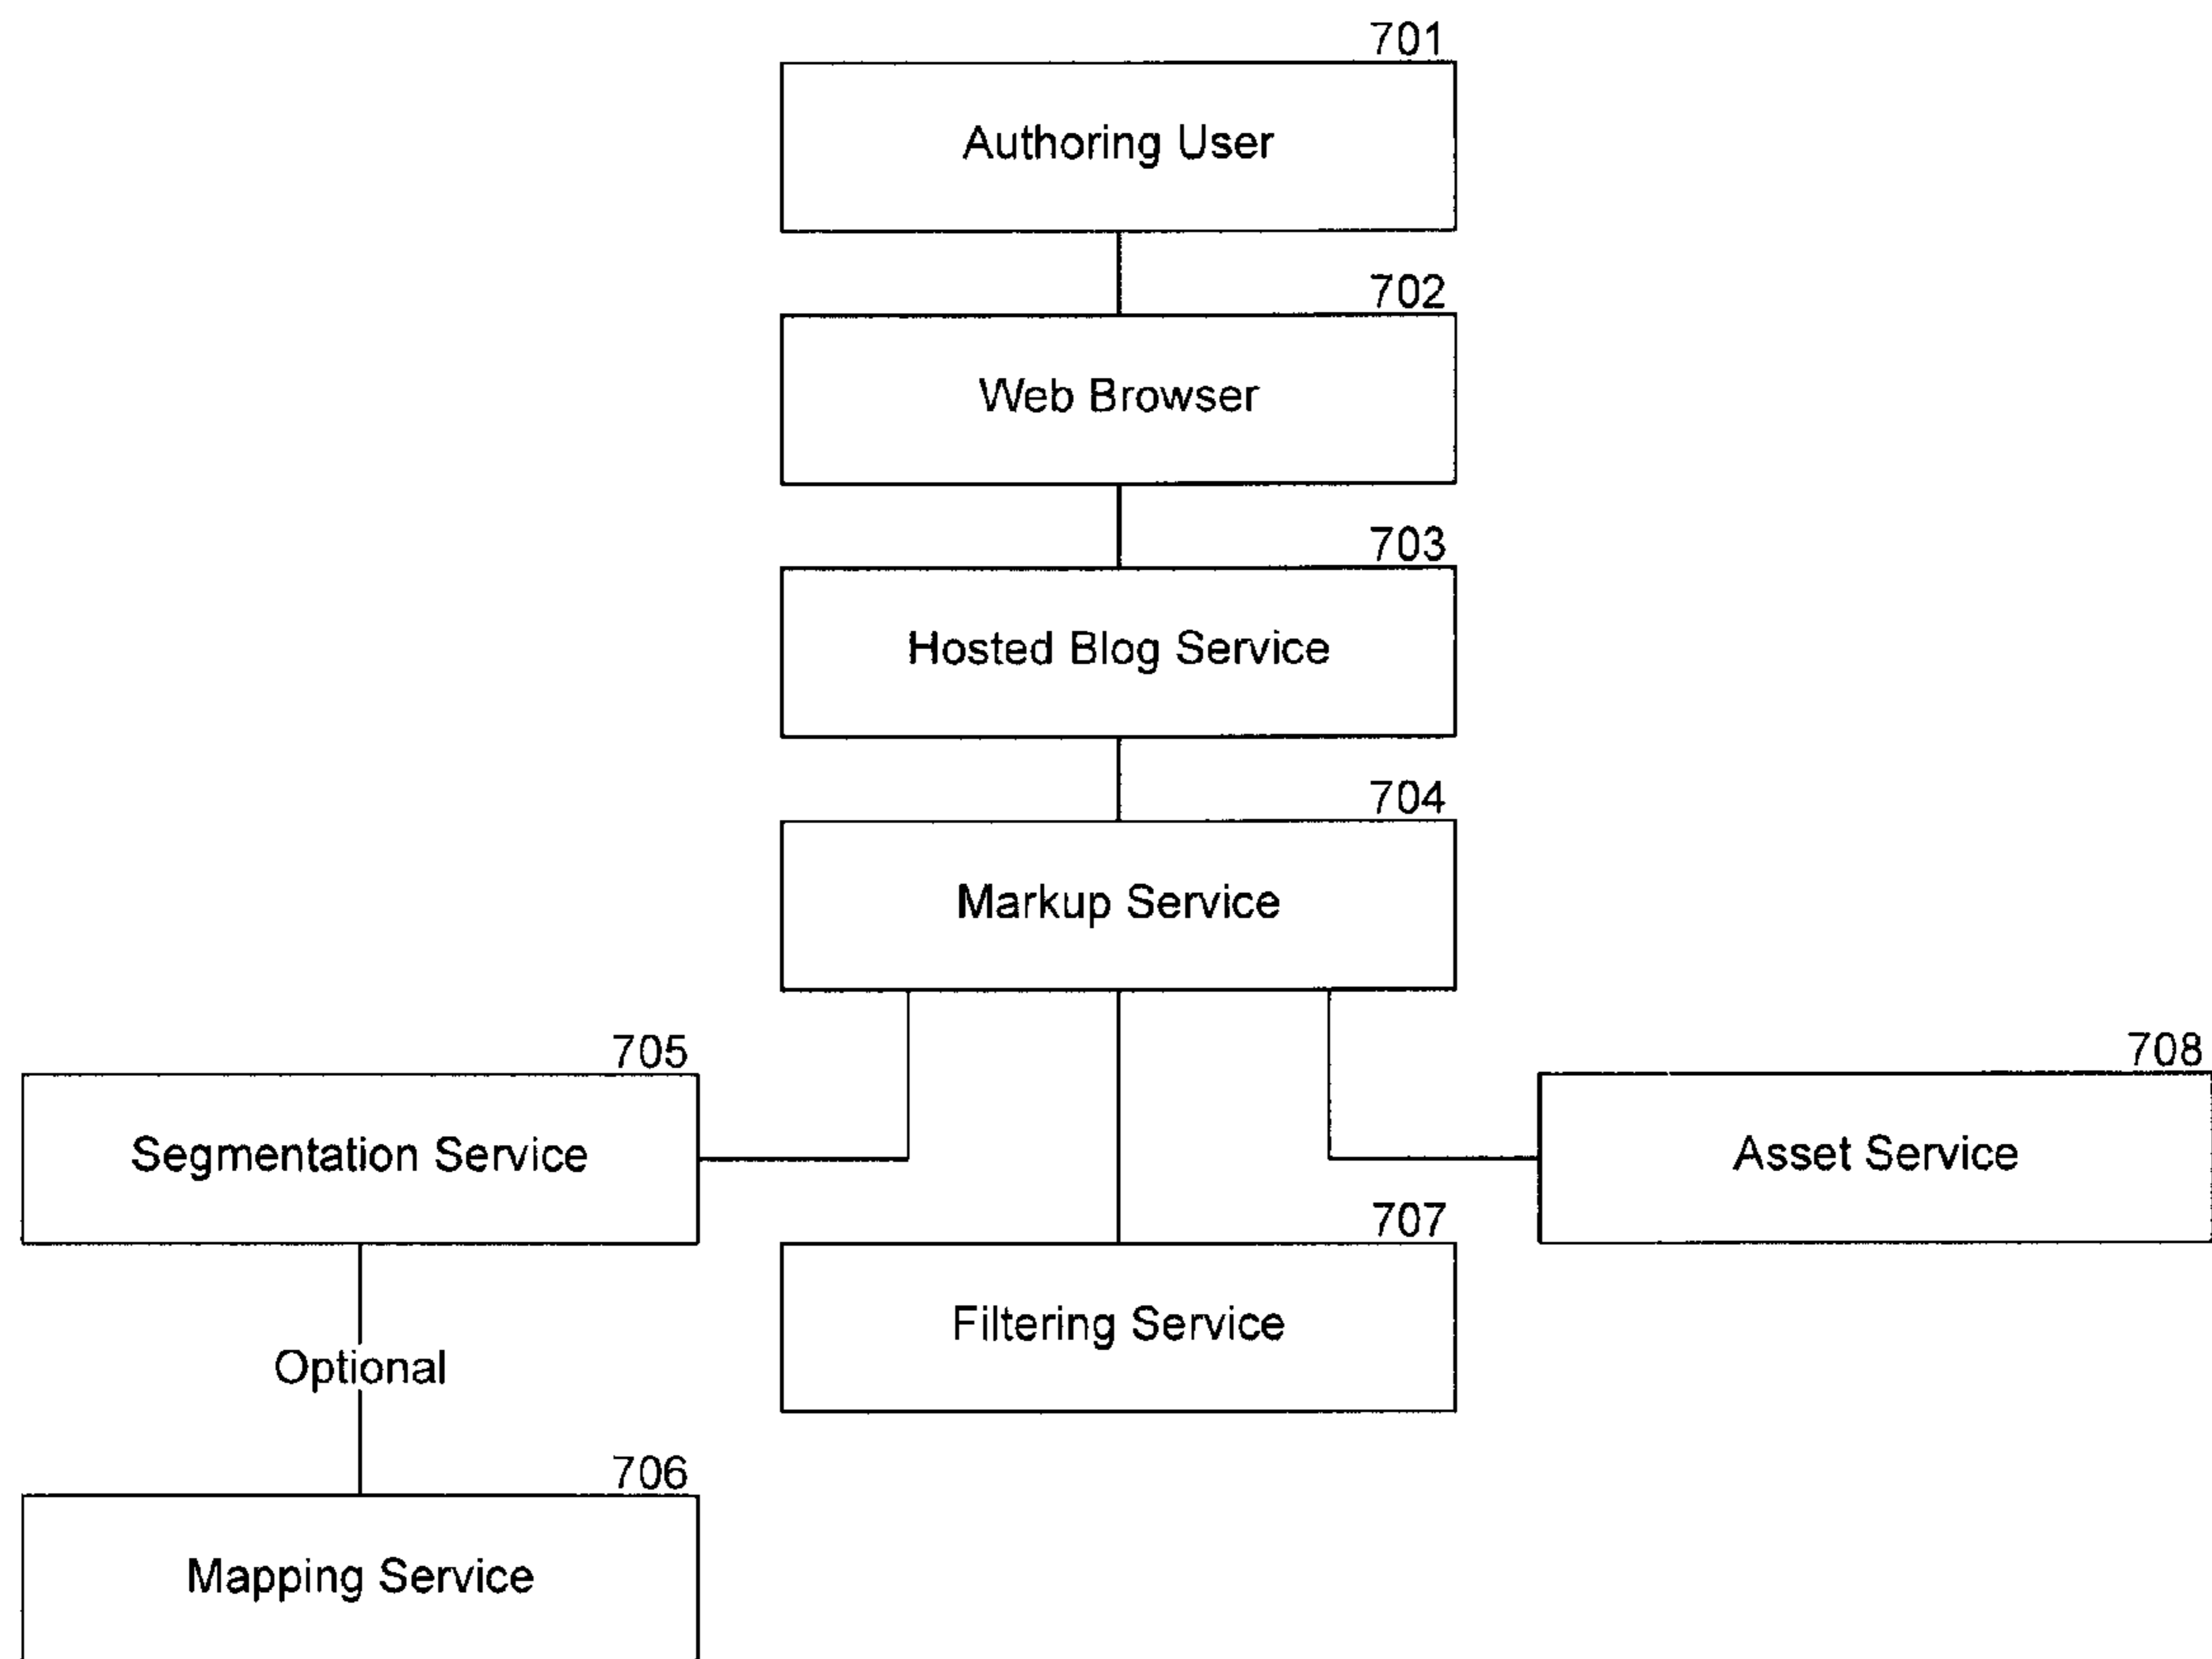 701
Authoring User
702
Web Browser
703
Hosted Blog Service
704
Markup Service
705
Segmentation Service
708
Asset Service
707
Filtering Service
Optional
706
Mapping Service